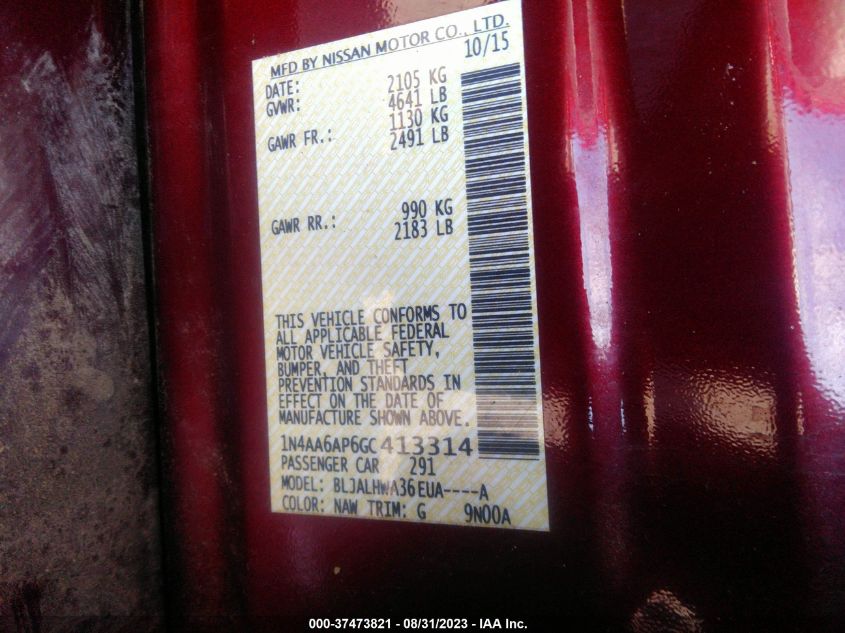 MFD BY NISSAN MOTOR CO., LTD.
DATE: 10/15
GVWR: 2105 KG
4641 LB
GAWR FR.: 1130 KG
2491 LB
GAWR RR.: 990 KG
2183 LB
THIS VEHICLE CONFORMS TO
ALL APPLICABLE FEDERAL
MOTOR VEHICLE SAFETY,
BUMPER, AND THEFT
PREVENTION STANDARDS IN
EFFECT ON THE DATE OF
MANUFACTURE SHOWN ABOVE.
1N4AA6AP6GC413314
PASSENGER CAR 291
MODEL: BLJALHWA36EUA----A
COLOR: NAW TRIM: G 9N00A
000-37473821 - 08/31/2023 - IAA Inc.